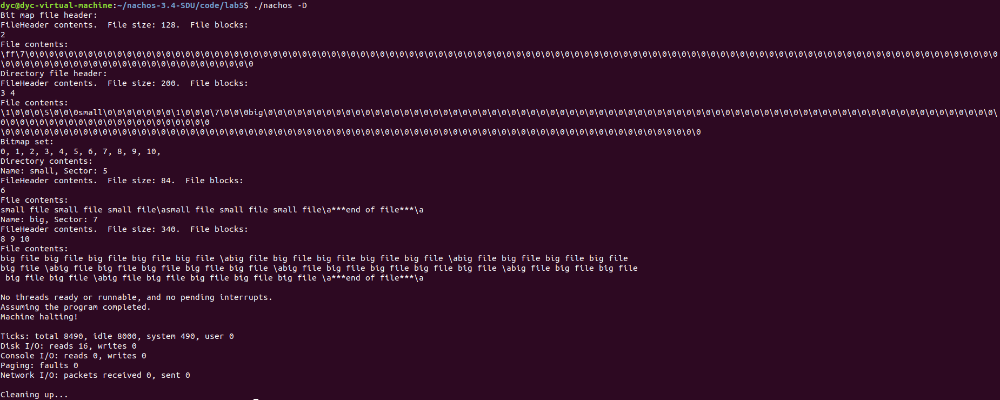 dyc@dyc-virtual-machine:~/nachos-3.4-SDU/code/lab5$ ./nachos -D
Bit map file header:
FileHeader contents.  File size: 128.  File blocks:
2
File contents:
\ff\7\0\0\0\0\0\0\0\0\0\0\0\0\0\0\0\0\0\0\0\0\0\0\0\0\0\0\0\0\0\0\0\0\0\0\0\0\0\0\0\0\0\0\0\0\0\0\0\0\0\0\0\0\0\0\0\0\0\0\0\0\0\0\0\0\0\0\0\0\0\0\0\0\0\0\0\0\0\0\0\0\0\0\0\0\0\0\0\0\0\0\0\0\0\0\0\0\0\0\0\0
\0\0\0\0\0\0\0\0\0\0\0\0\0\0\0\0\0\0\0\0\0\0\0\0\0\0
Directory file header:
FileHeader contents.  File size: 200.  File blocks:
3 4
File contents:
\1\0\0\0\5\0\0\0small\0\0\0\0\0\0\0\1\0\0\0\7\0\0\0big\0\0\0\0\0\0\0\0\0\0\0\0\0\0\0\0\0\0\0\0\0\0\0\0\0\0\0\0\0\0\0\0\0\0\0\0\0\0\0\0\0\0\0\0\0\0\0\0\0\0\0\0\0\0\0\0\0\0\0\0\0\0\0\0\0\0\0\0\0\0\0\0\0\0\0\
0\0\0\0\0\0\0\0\0\0\0\0\0\0\0\0\0\0\0\0\0\0
\0\0\0\0\0\0\0\0\0\0\0\0\0\0\0\0\0\0\0\0\0\0\0\0\0\0\0\0\0\0\0\0\0\0\0\0\0\0\0\0\0\0\0\0\0\0\0\0\0\0\0\0\0\0\0\0\0\0\0\0\0\0\0\0\0\0\0\0\0\0\0\0
Bitmap set:
0, 1, 2, 3, 4, 5, 6, 7, 8, 9, 10,
Directory contents:
Name: small, Sector: 5
FileHeader contents.  File size: 84.  File blocks:
6
File contents:
small file small file small file\asmall file small file small file\a***end of file***\a
Name: big, Sector: 7
FileHeader contents.  File size: 340.  File blocks:
8 9 10
File contents:
big file big file big file big file big file \abig file big file big file big file big file \abig file big file big file big file
big file \abig file big file big file big file big file \abig file big file big file big file big file \abig file big file big file
 big file big file \abig file big file big file big file big file \a***end of file***\a
No threads ready or runnable, and no pending interrupts.
Assuming the program completed.
Machine halting!
Ticks: total 8490, idle 8000, system 490, user 0
Disk I/O: reads 16, writes 0
Console I/O: reads 0, writes 0
Paging: faults 0
Network I/O: packets received 0, sent 0
Cleaning up...